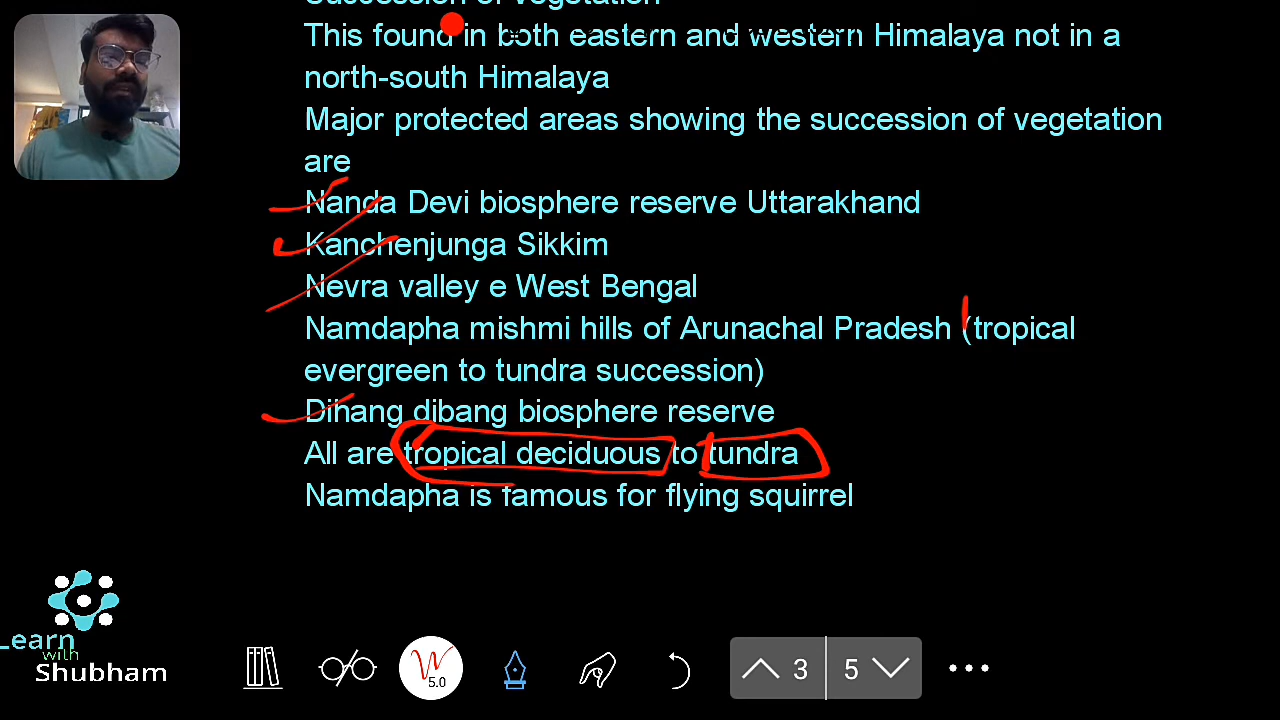 Succession of vegetation
This found in both eastern and western Himalaya not in a
north-south Himalaya
Major protected areas showing the succession of vegetation
are
Nanda Devi biosphere reserve Uttarakhand
Kanchenjunga Sikkim
Nevra valley e West Bengal
Namdapha mishmi hills of Arunachal Pradesh (tropical
evergreen to tundra succession)
Dihang dibang biosphere reserve
All are tropical deciduous to tundra
Namdapha is famous for flying squirrel
Learn
with
Shubham
5.0
3
5